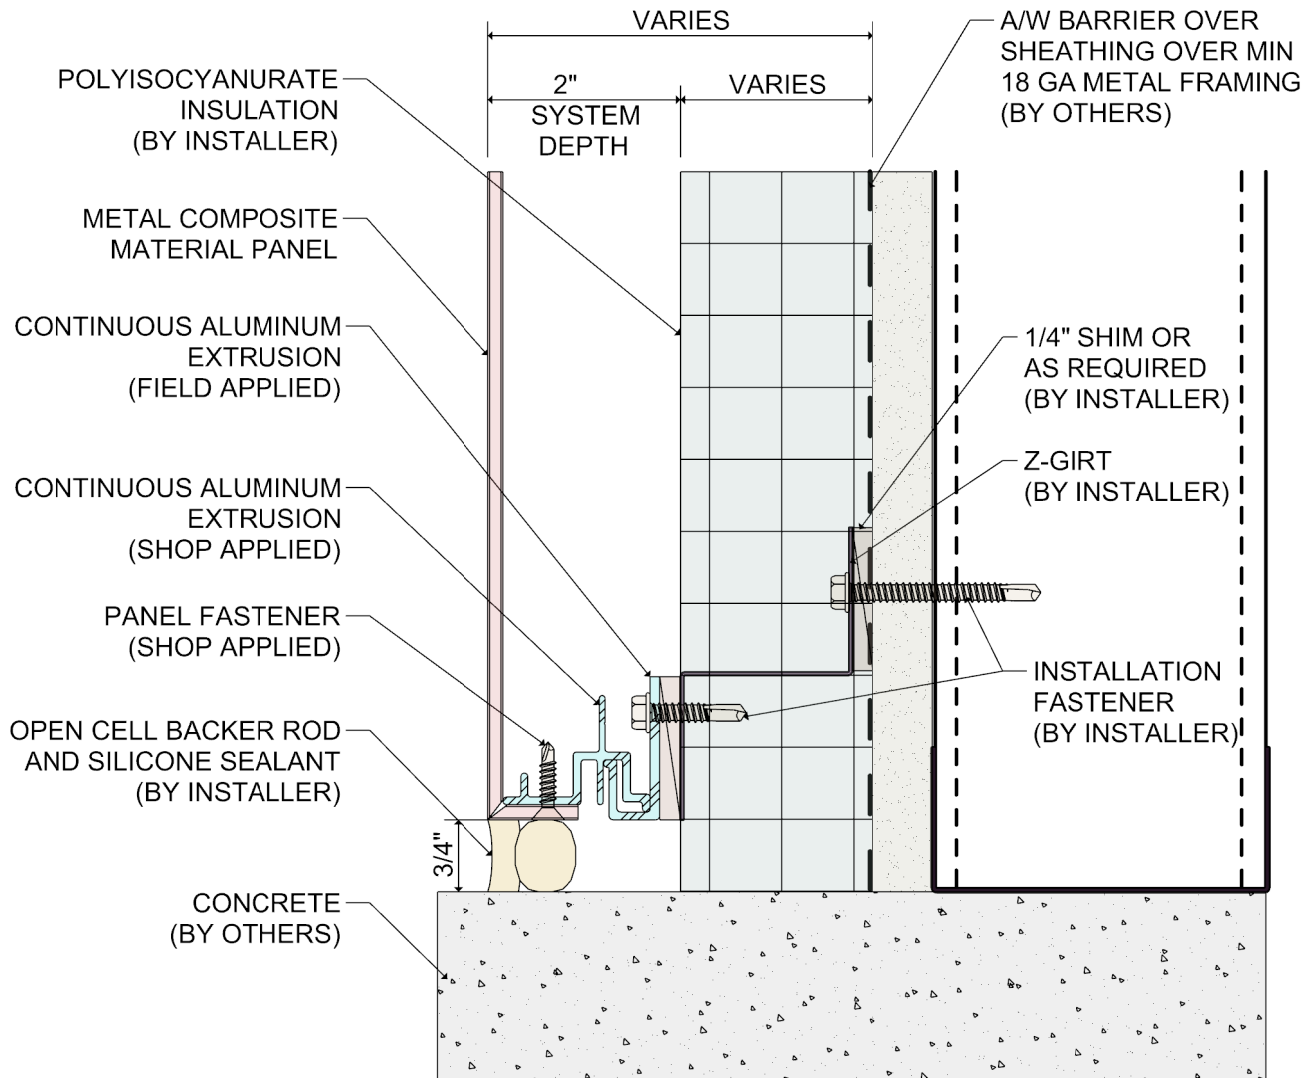 VARIES
2"
SYSTEM
DEPTH
VARIES
POLYISOCYANURATE
INSULATION
(BY INSTALLER)
METAL COMPOSITE
MATERIAL PANEL
CONTINUOUS ALUMINUM
EXTRUSION
(FIELD APPLIED)
CONTINUOUS ALUMINUM
EXTRUSION
(SHOP APPLIED)
PANEL FASTENER
(SHOP APPLIED)
OPEN CELL BACKER ROD
AND SILICONE SEALANT
(BY INSTALLER)
3/4"
CONCRETE
(BY OTHERS)
A/W BARRIER OVER
SHEATHING OVER MIN
18 GA METAL FRAMING
(BY OTHERS)
1/4" SHIM OR
AS REQUIRED
(BY INSTALLER)
Z-GIRT
(BY INSTALLER)
INSTALLATION
FASTENER
(BY INSTALLER)